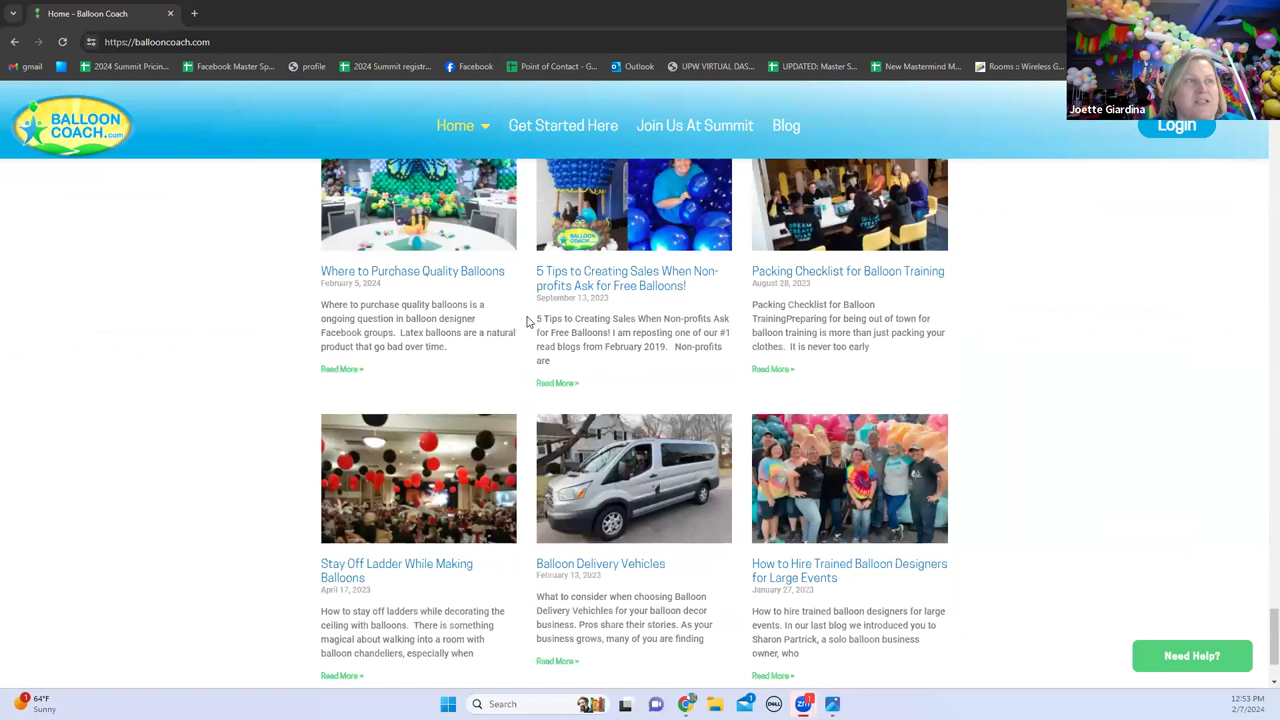 Home - Balloon Coach
https://ballooncoach.com
gmail
2024 Summit Pricin...
Facebook Master Sp...
profile
2024 summit registr...
Facebook
Point of Contact - G...
Outlook
UPW VIRTUAL DAS...
UPDATED: Master S...
New Mastermind M...
Rooms :: Wireless G...
Joette Giardina
BALLOON
COACH.com
Home
Get Started Here
Join Us At Summit
Blog
Login
Where to Purchase Quality Balloons
February 5, 2024
Where to purchase quality balloons is a
ongoing question in balloon designer
Facebook groups. Latex balloons are a natural
product that go bad over time.
Read More »
BALLOON
COACH
5 Tips to Creating Sales When Non-
profits Ask for Free Balloons!
September 13, 2023
5 Tips to Creating Sales When Non-profits Ask
for Free Balloons! I am reposting one of our #1
read blogs from February 2019. Non-profits
are
Read More »
Packing Checklist for Balloon Training
August 28, 2023
Packing Checklist for Balloon
TrainingPreparing for being out of town for
balloon training is more than just packing your
clothes. It is never too early
Read More »
Stay Off Ladder While Making
Balloons
April 17, 2023
How to stay off ladders while decorating the
ceiling with balloons. There is something
magical about walking into a room with
balloon chandeliers, especially when
Read More »
Balloon Delivery Vehicles
February 13, 2023
What to consider when choosing Balloon
Delivery Vehichles for your balloon decor
business. Pros share their stories. As your
business grows, many of you are finding
Read More »
How to Hire Trained Balloon Designers
for Large Events
January 27, 2023
How to hire trained balloon designers for large
events. In our last blog we introduced you to
Sharon Partrick, a solo balloon business
owner, who
Read More »
Need Help?
64°F
Sunny
Search
12:53 PM
2/7/2024